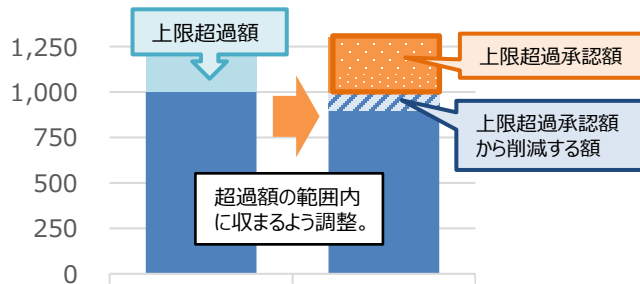 上限超過額
上限超過承認額
上限超過承認額
から削減する額
超過額の範囲内
に収まるよう調整。
1,250
1,000
750
500
250
0